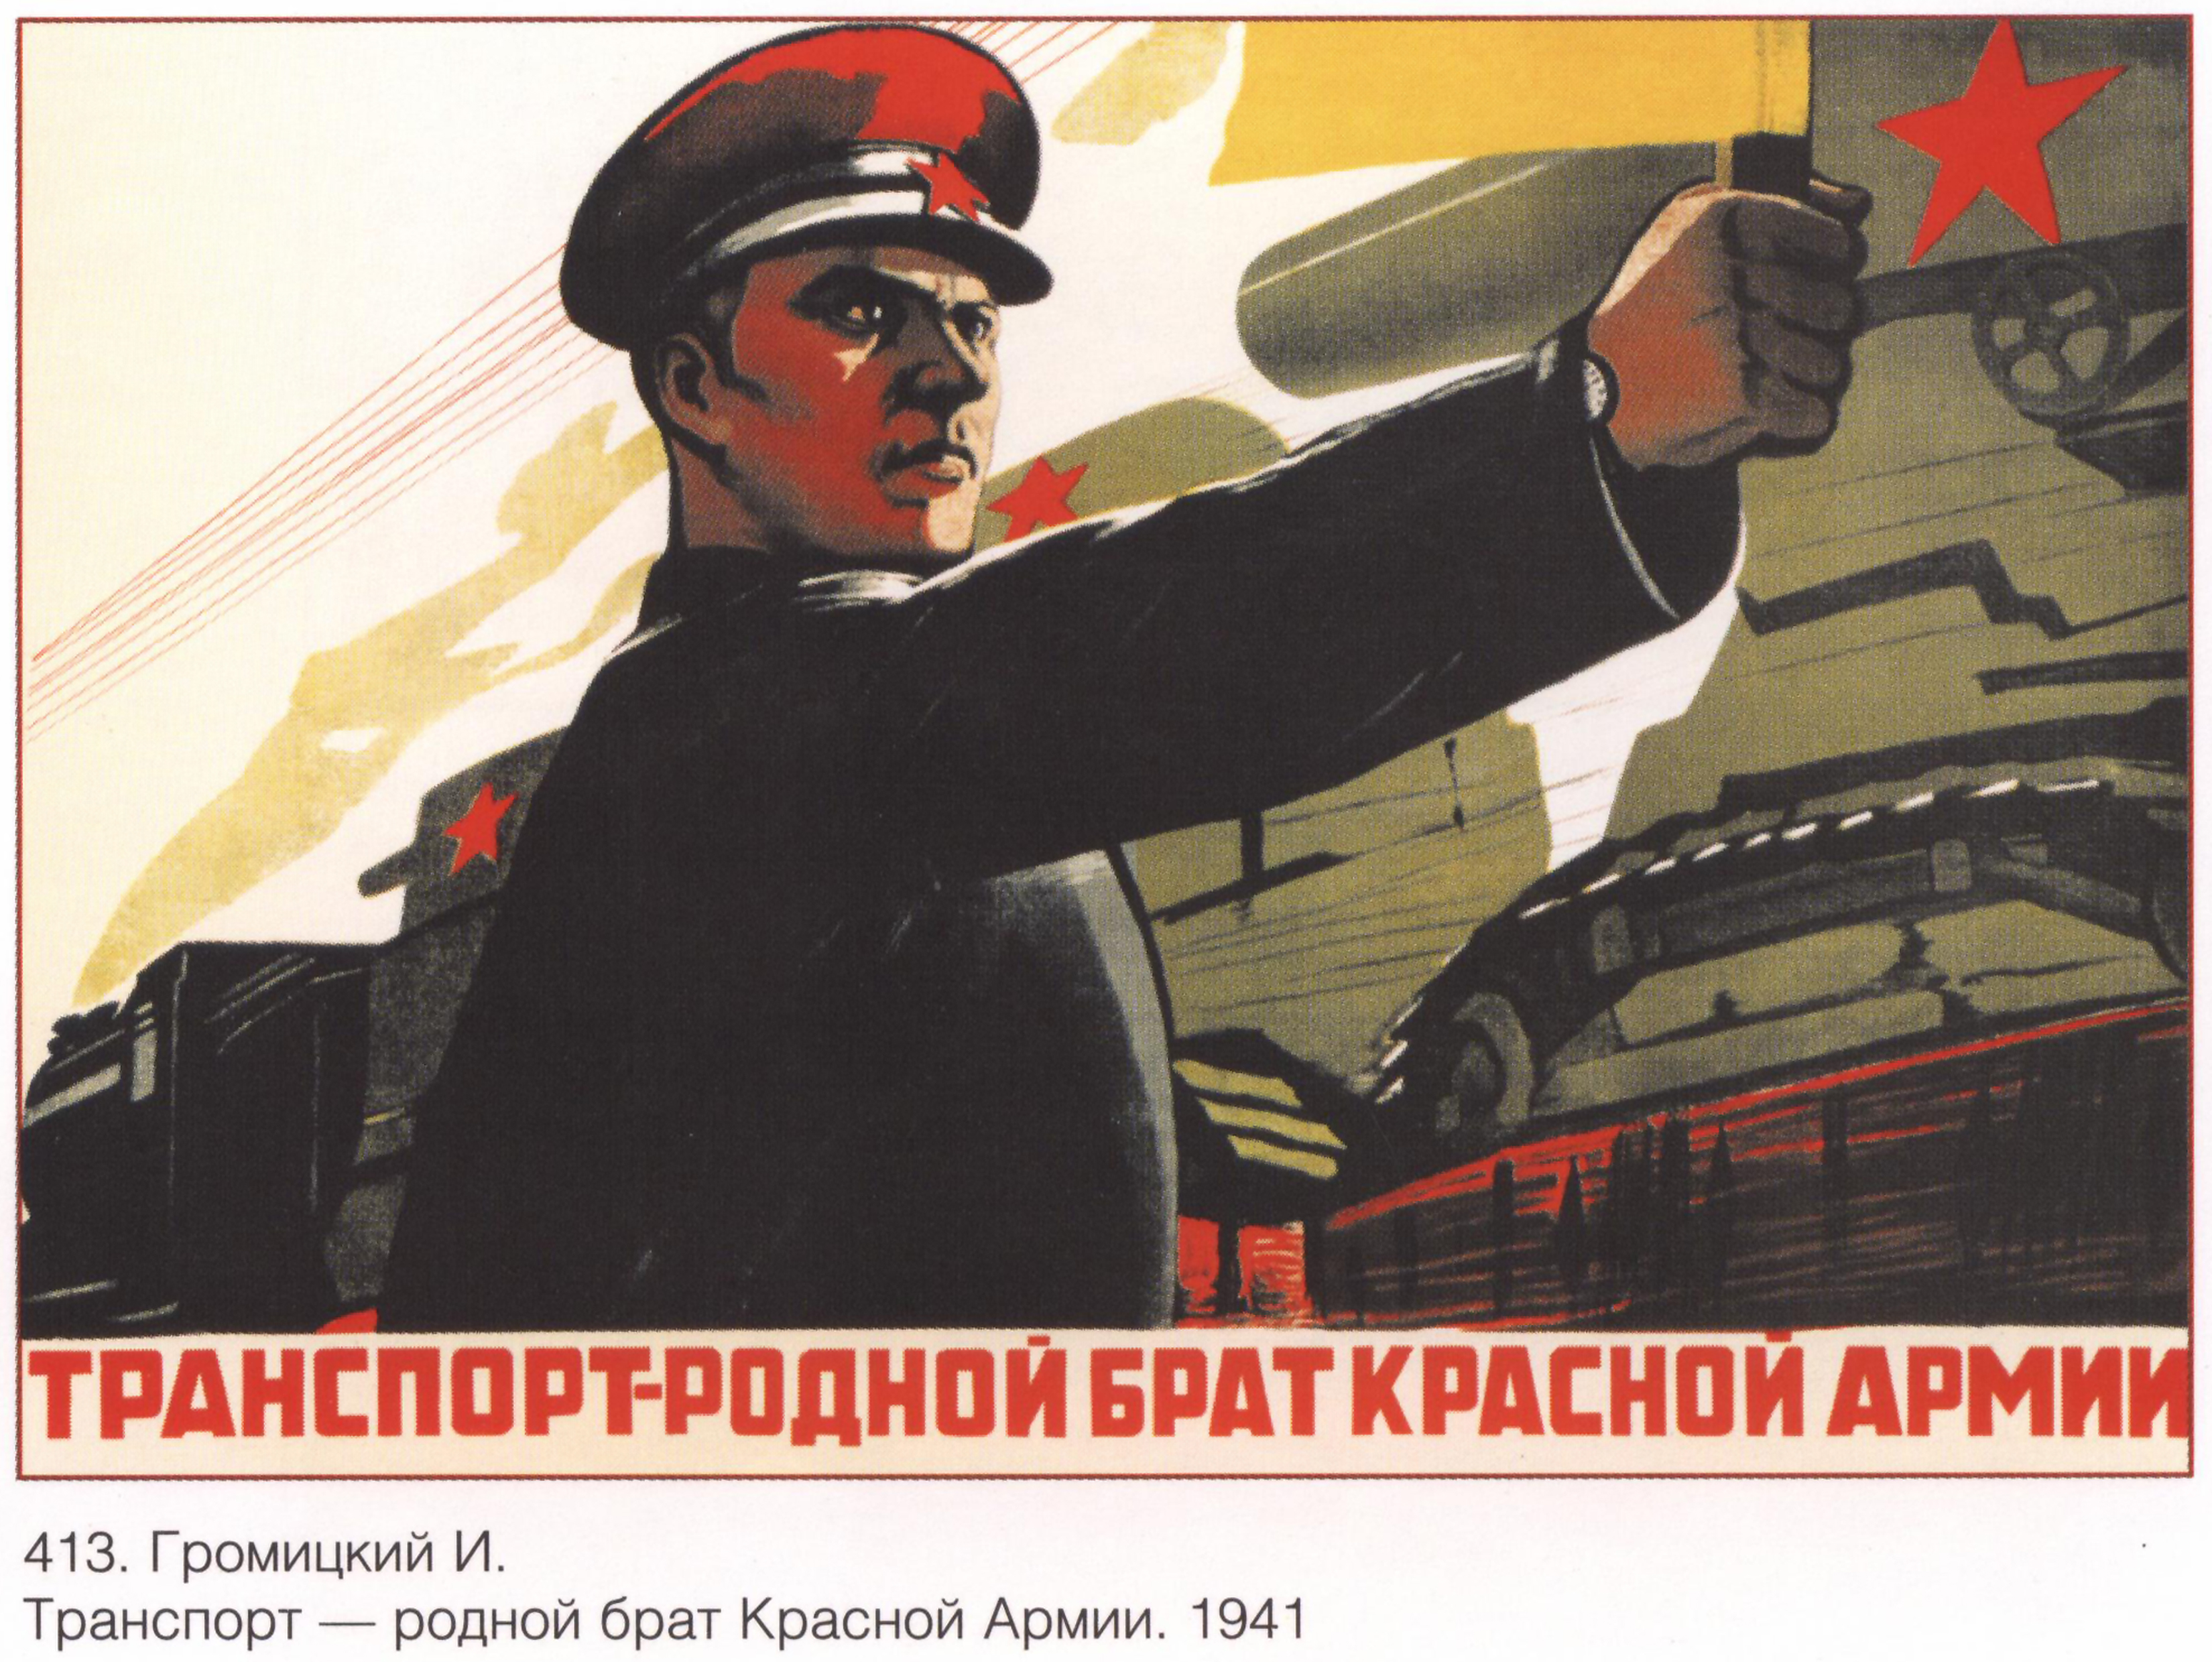 ТРАНСПОРТ-РОДНОЙ БРАТ КРАСНОЙ АРМИИ
413. Громицкий И.
Транспорт — родной брат Красной Армии. 1941